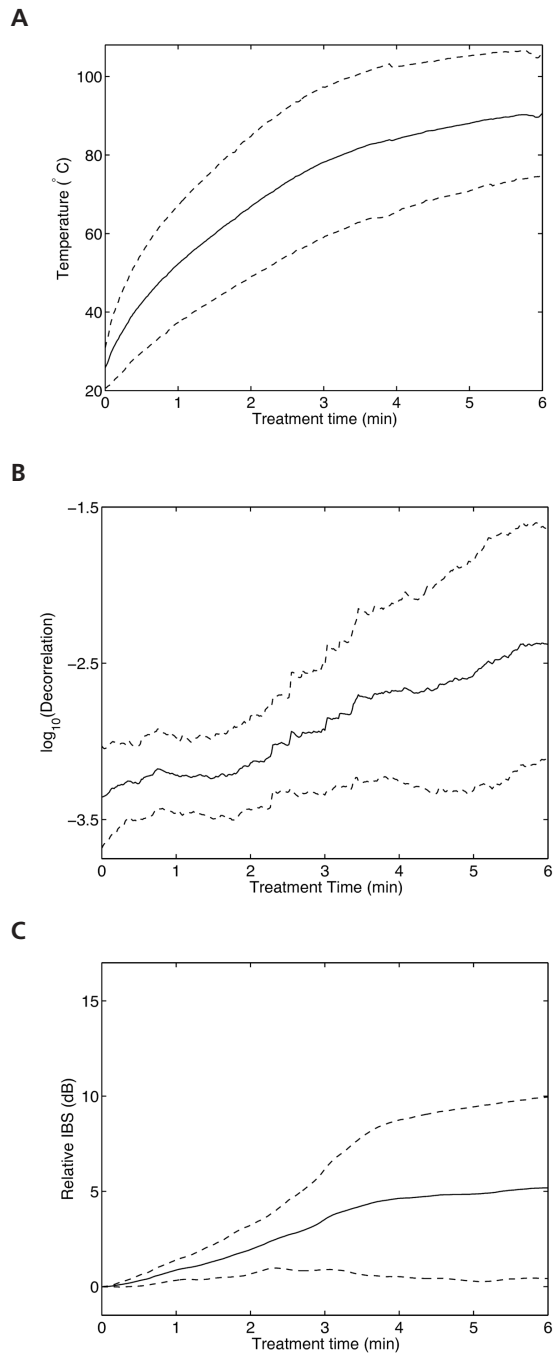 A
100
80
60
40
20
Temperature (° C)
0 1 2 3 4 5 6
Treatment time (min)
B
−1.5
−2.5
−3.5
log10(Decorrelation)
0 1 2 3 4 5 6
Treatment Time (min)
C
15
10
5
0
Relative IBS (dB)
0 1 2 3 4 5 6
Treatment time (min)